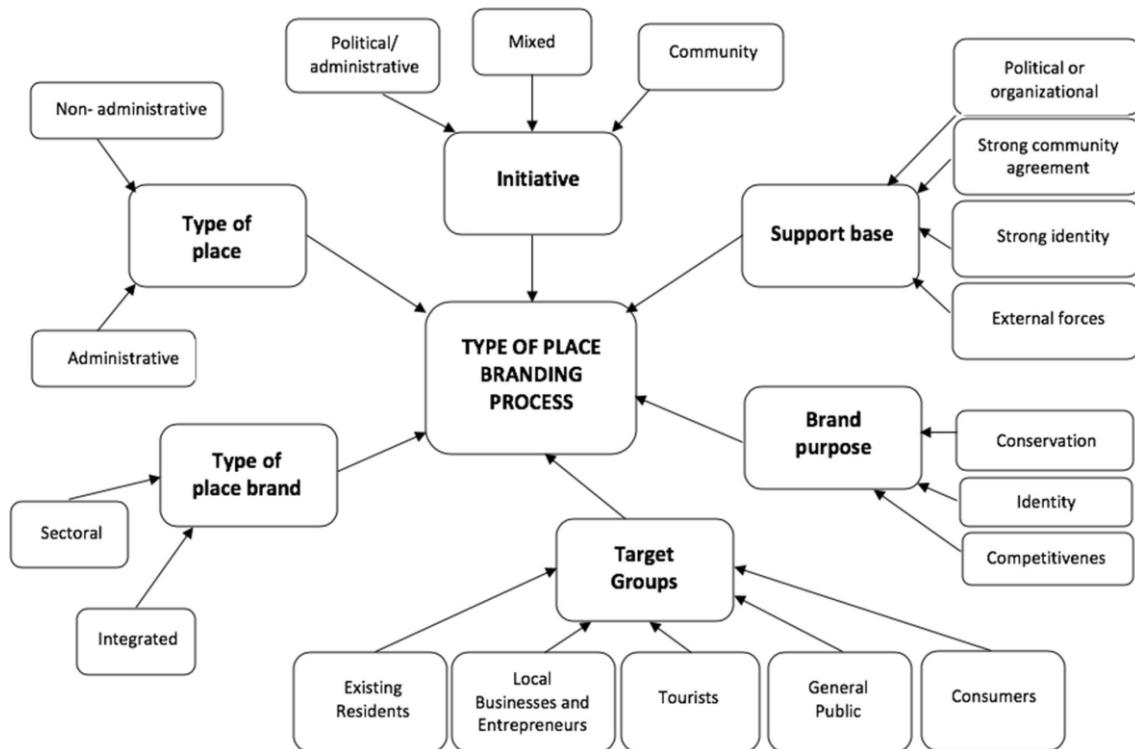 Political/
administrative
Mixed
Community
Non- administrative
Initiative
Type of
place
Administrative
Political or
organizational
Strong community
agreement
Support base
Strong identity
External forces
TYPE OF PLACE
BRANDING
PROCESS
Type of
place brand
Sectoral
Integrated
Brand
purpose
Conservation
Identity
Competitivenes
Target
Groups
Existing
Residents
Local
Businesses and
Entrepreneurs
Tourists
General
Public
Consumers